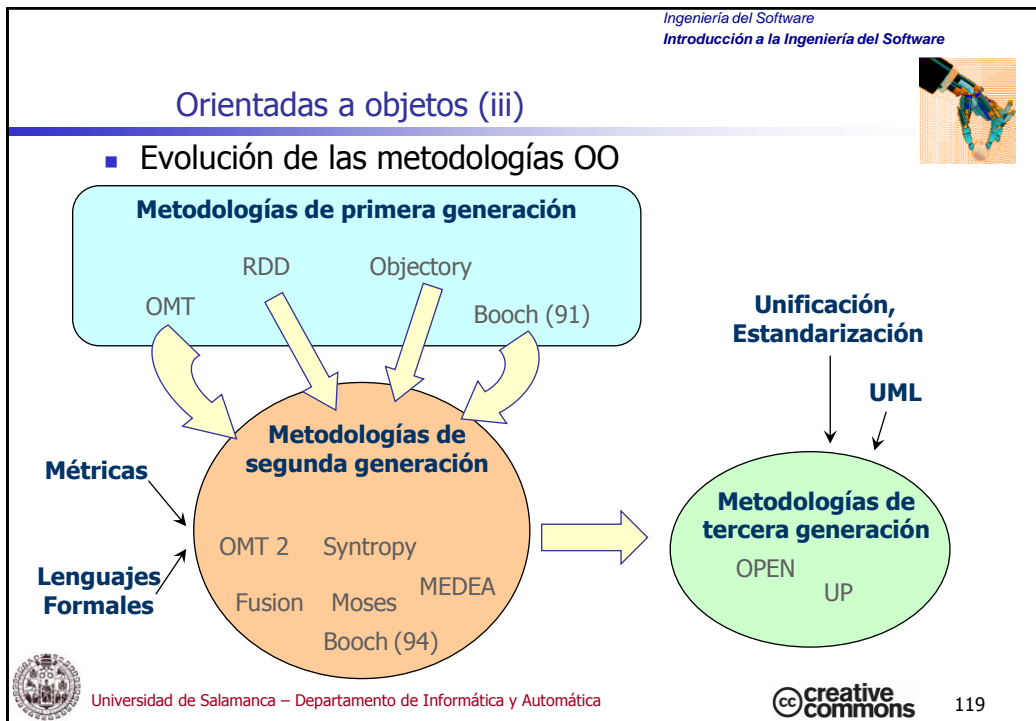 Ingeniería del Software
Introducción a la Ingeniería del Software
Orientadas a objetos (iii)
Evolución de las metodologías OO
Metodologías de primera generación
RDD
Objectory
OMT
Booch (91)
Unificación,
Estandarización
UML
Metodologías de
segunda generación
Métricas
Lenguajes
Formales
OMT 2
Syntropy
MEDEA
Fusion
Moses
Booch (94)
Metodologías de
tercera generación
OPEN
UP
Universidad de Salamanca – Departamento de Informática y Automática
cc creative
commons
119